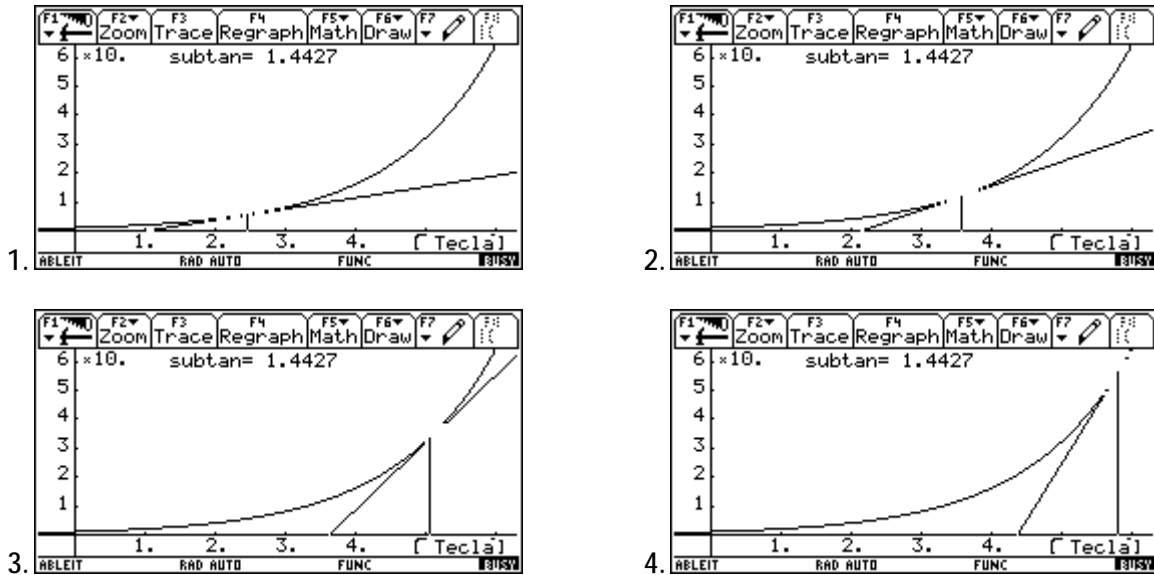 F1▾ F2▾ F3 F4 F5▾ F6▾ F7▾
Zoom Trace Regraph Math Draw
6 ×10. subtan= 1.4427
5
4
3
2
1
1. 2. 3. 4. [ Tecla]
1. ABLEIT RAD AUTO FUNC BUSY
F1▾ F2▾ F3 F4 F5▾ F6▾ F7▾
Zoom Trace Regraph Math Draw
6 ×10. subtan= 1.4427
5
4
3
2
1
1. 2. 3. 4. [ Tecla]
2. ABLEIT RAD AUTO FUNC BUSY
F1▾ F2▾ F3 F4 F5▾ F6▾ F7▾
Zoom Trace Regraph Math Draw
6 ×10. subtan= 1.4427
5
4
3
2
1
1. 2. 3. 4. [ Tecla]
3. ABLEIT RAD AUTO FUNC BUSY
F1▾ F2▾ F3 F4 F5▾ F6▾ F7▾
Zoom Trace Regraph Math Draw
6 ×10. subtan= 1.4427
5
4
3
2
1
1. 2. 3. 4. [ Tecla]
4. ABLEIT RAD AUTO FUNC BUSY